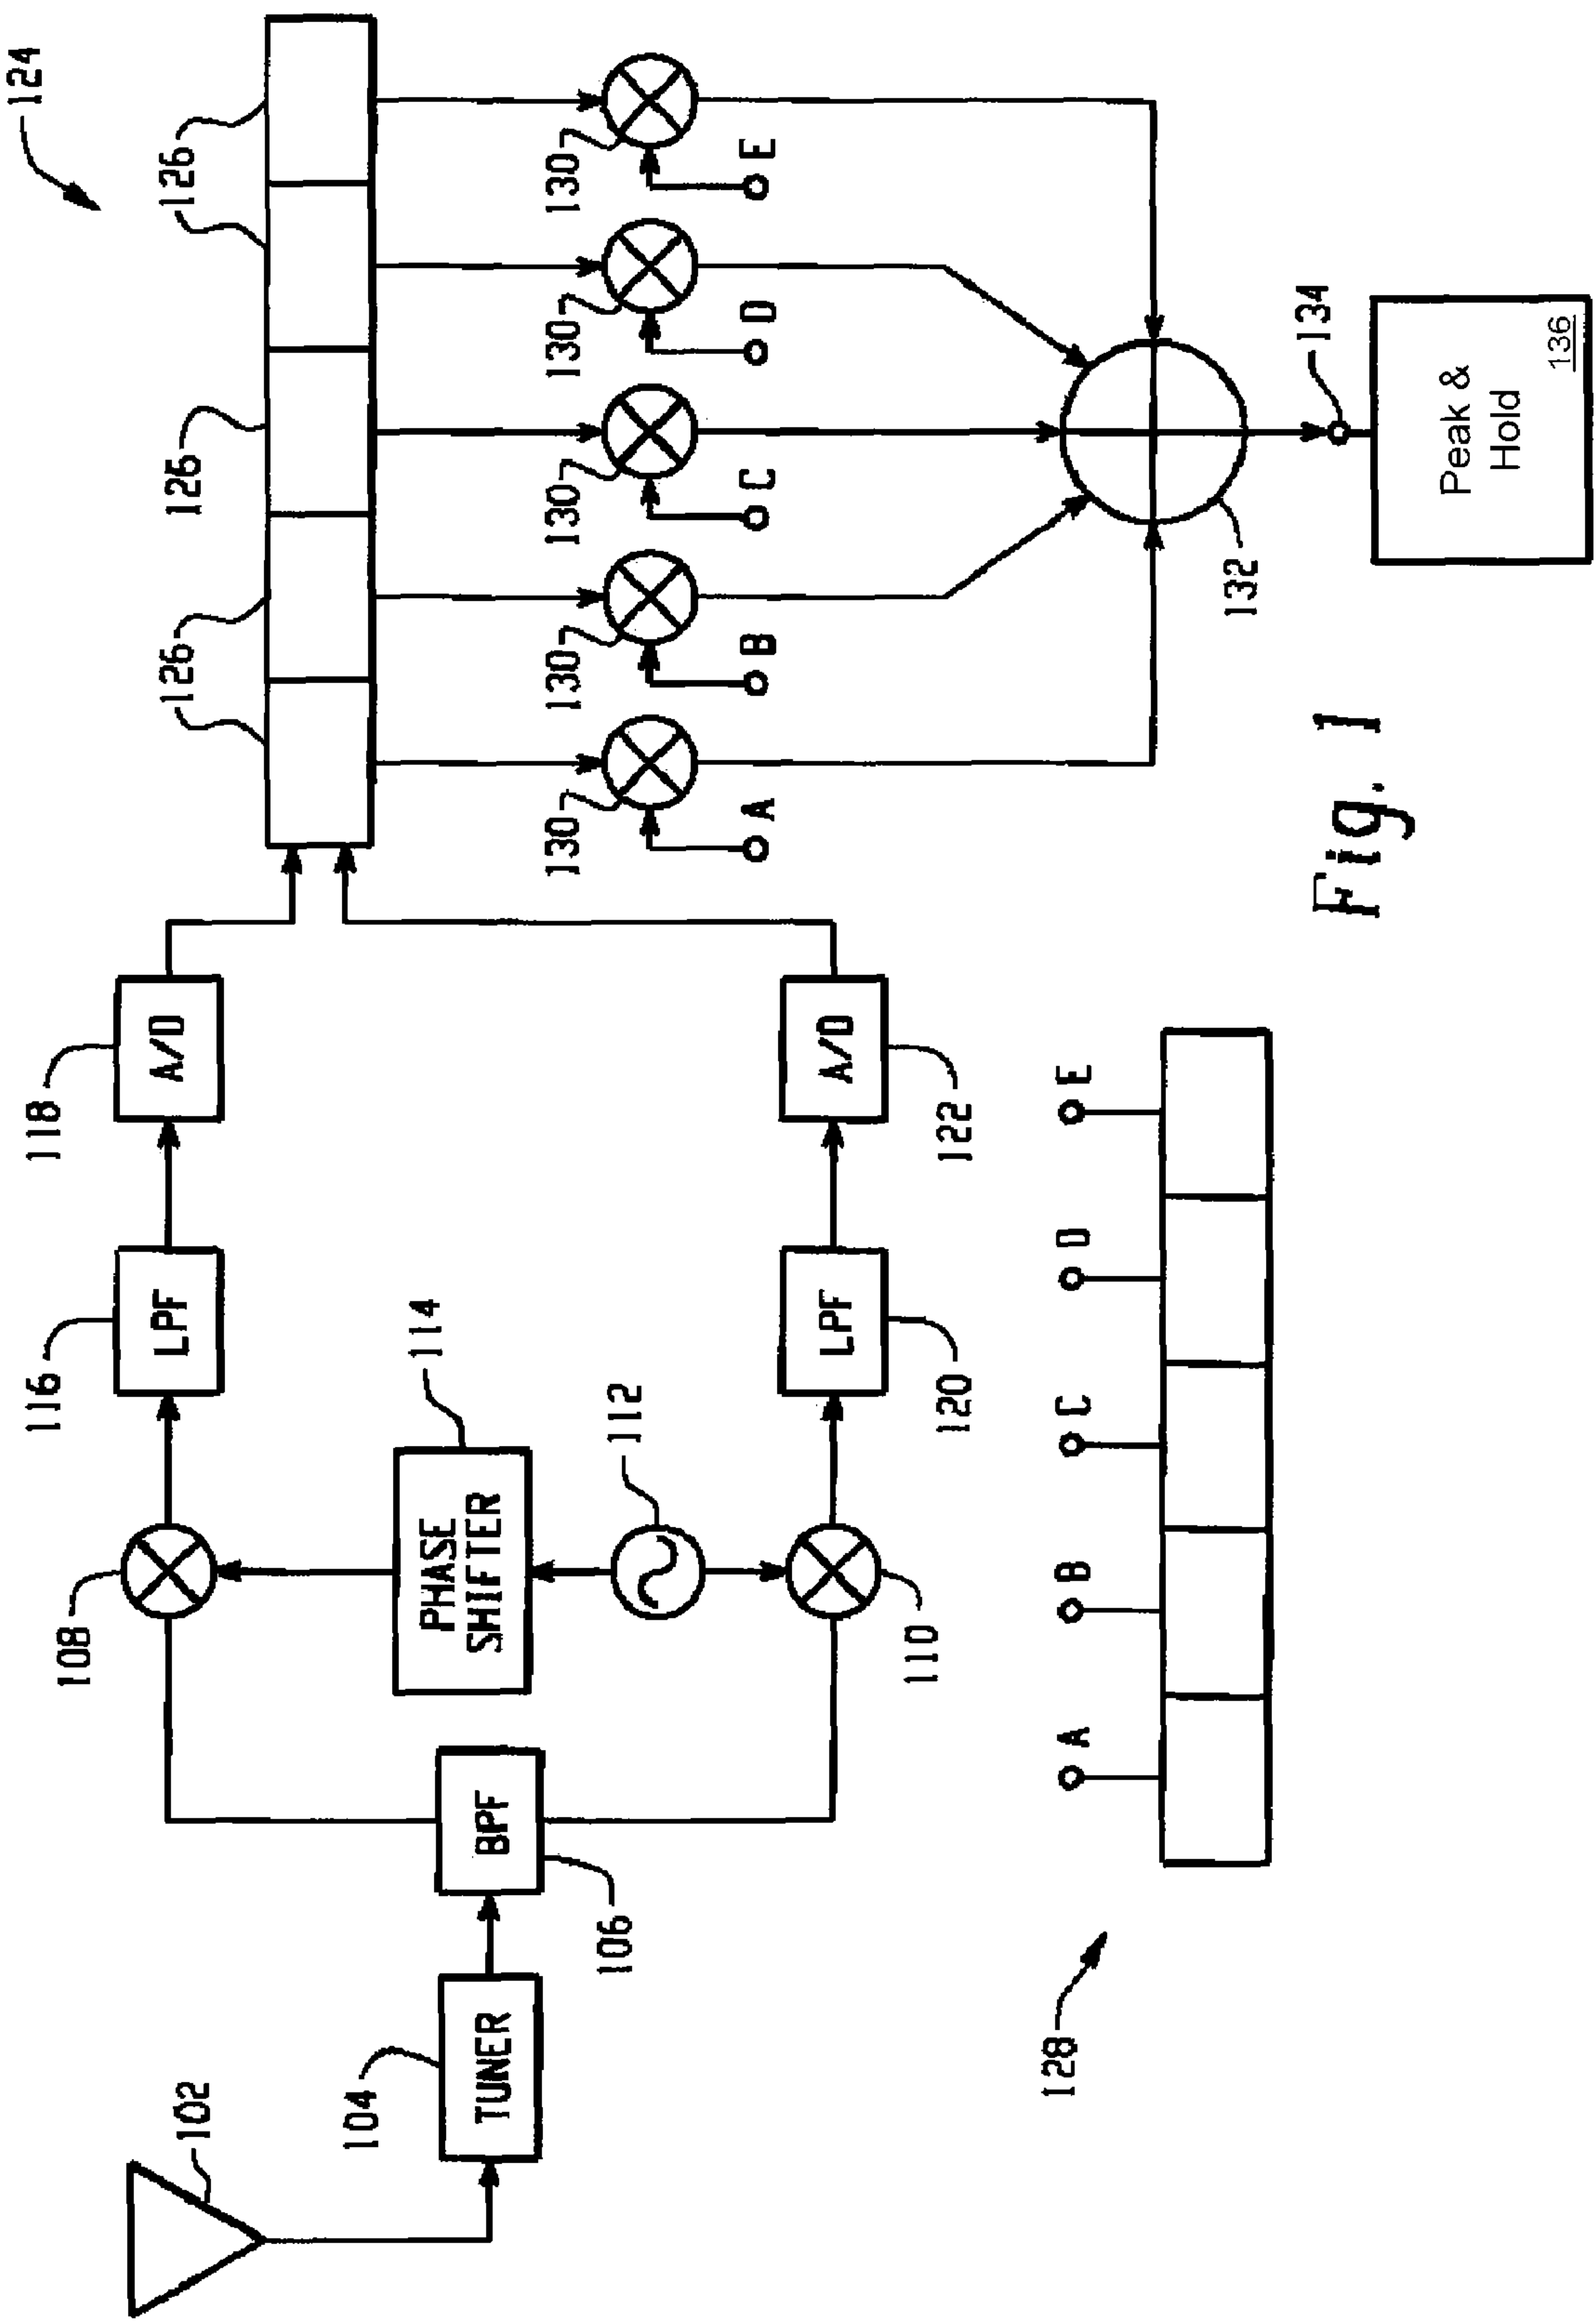 124
126
126
126
126
126
118
A/D
116
LPF
108
130
130
130
130
130
A
B
C
D
E
PHASE
SHIFTER
114
112
102
104
TUNER
BPF
106
110
LPF
120
A/D
122
132
134
Peak &
Hold
136
128
A
B
C
D
E
Fig. 1